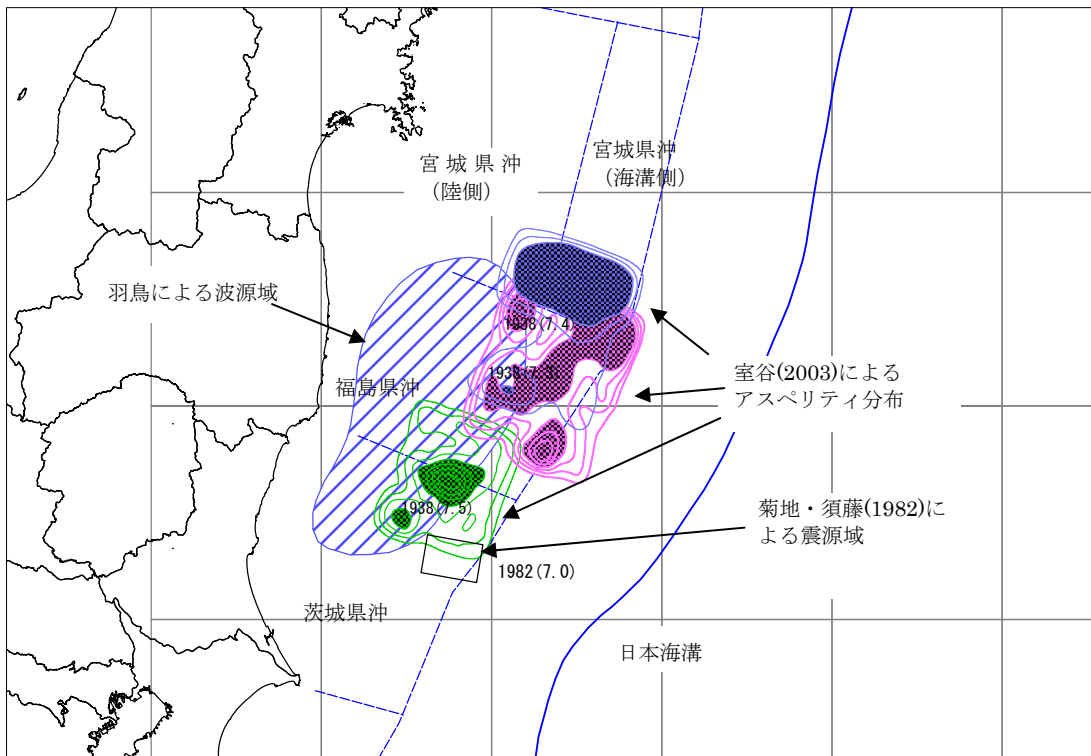 宮城県沖
（陸側）
宮城県沖
（海溝側）
羽鳥による波源域
1938(7.4)
室谷(2003)による
アスペリティ分布
福島県沖
1938(7.5)
菊地・須藤(1982)に
よる震源域
1982(7.0)
茨城県沖
日本海溝